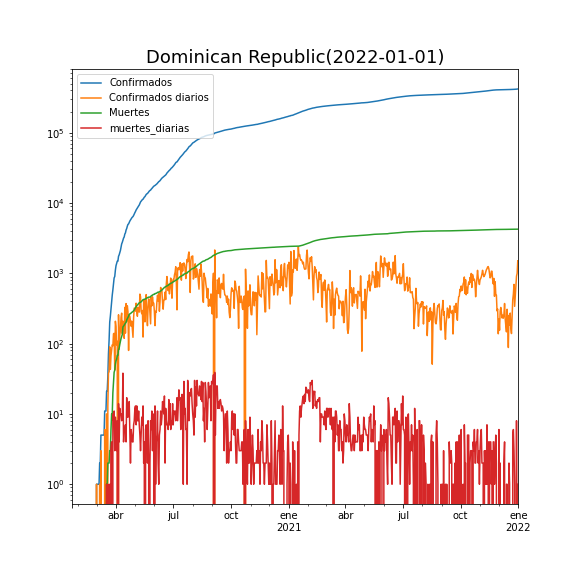 Dominican Republic(2022-01-01)
Confirmados
Confirmados diarios
Muertes
muertes_diarias
10^5
10^4
10^3
10^2
10^1
10^0
abr jul oct ene abr jul oct ene
2021 2022